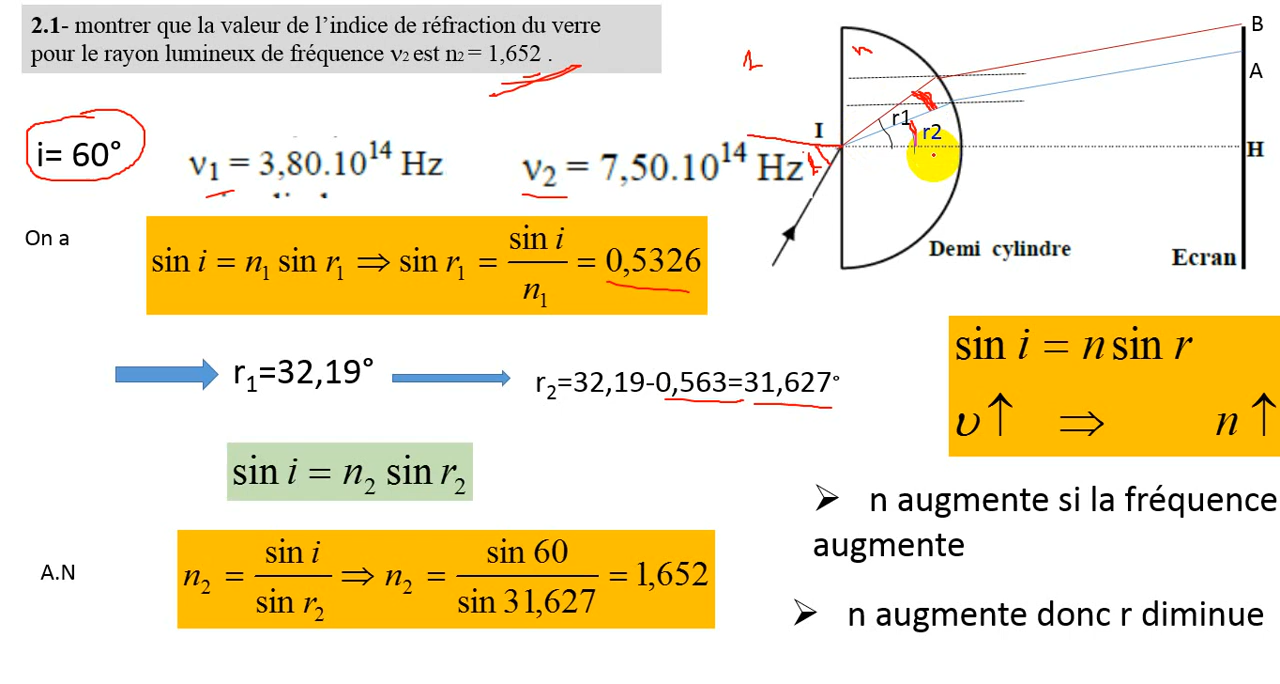 2.1- montrer que la valeur de l’indice de réfraction du verre
pour le rayon lumineux de fréquence ν₂ est n₂ = 1,652 .
i= 60°
ν₁ = 3,80.10¹⁴ Hz
ν₂ = 7,50.10¹⁴ Hz
1
n
I
i
r1
r2
B
A
H
Demi cylindre
Ecran
On a
sin i = n₁ sin r₁ ⇒ sin r₁ = sin i / n₁ = 0,5326
r₁=32,19°
r₂=32,19-0,563=31,627°
sin i = n sin r
υ↑ ⇒ n↑
sin i = n₂ sin r₂
➢ n augmente si la fréquence
augmente
A.N
n₂ = sin i / sin r₂ ⇒ n₂ = sin 60 / sin 31,627 = 1,652
➢ n augmente donc r diminue